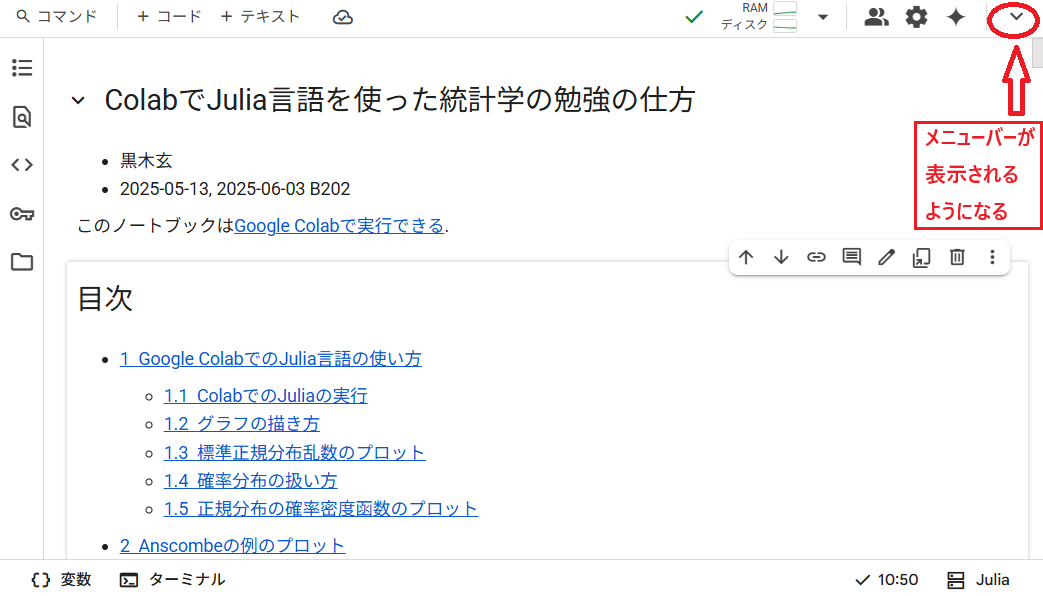 コマンド + コード + テキスト RAM
ディスク
ColabでJulia言語を使った統計学の勉強の仕方
メニューバーが
表示される
ようになる
黒木玄
2025-05-13, 2025-06-03 B202
このノートブックはGoogle Colabで実行できる.
目次
1 Google ColabでのJulia言語の使い方
1.1 ColabでのJuliaの実行
1.2 グラフの描き方
1.3 標準正規分布乱数のプロット
1.4 確率分布の扱い方
1.5 正規分布の確率密度函数のプロット
2 Anscombeの例のプロット
変数 ターミナル 10:50 Julia